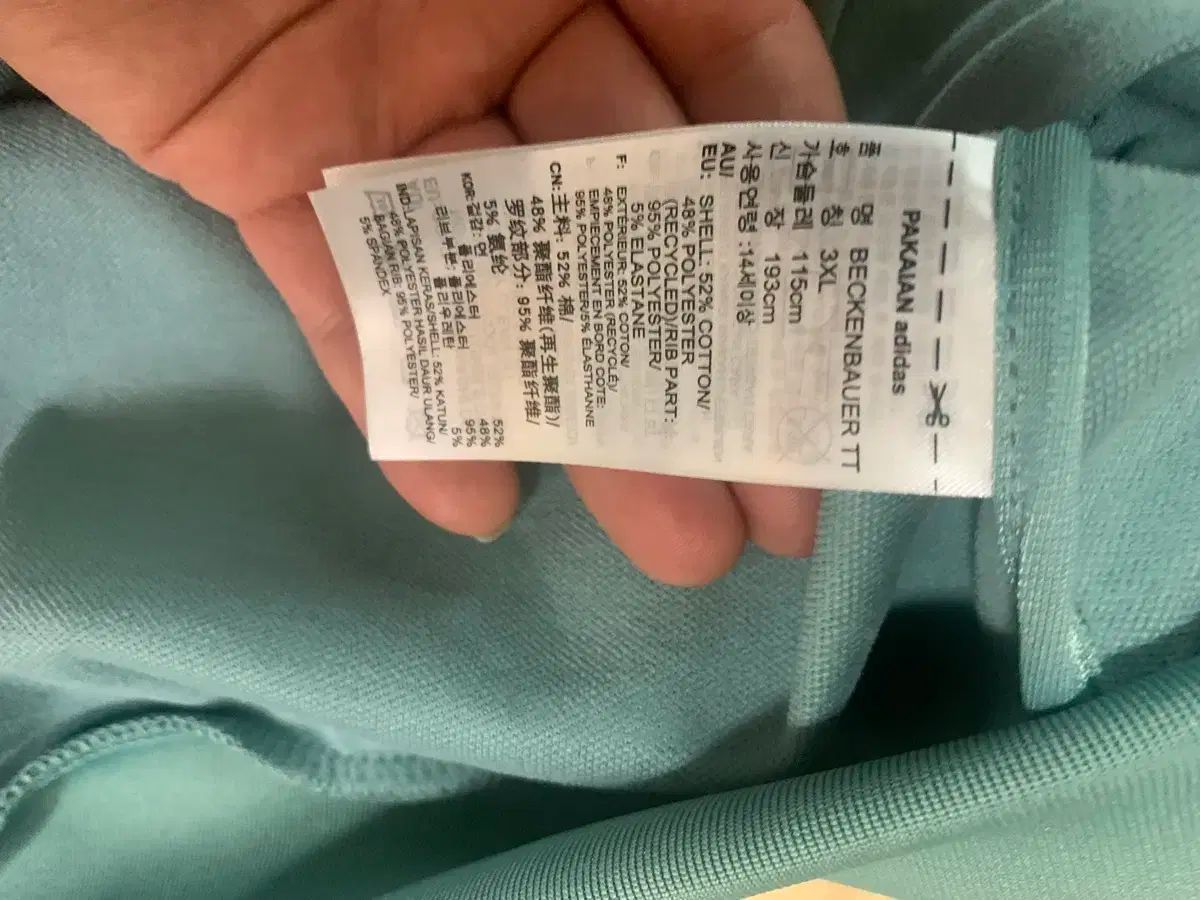 PAKAIAN adidas
품 명 BECKENBAUER TT
호 칭 3XL
가슴둘레 115cm
신 장 193cm
사용연령 :14세이상
AU/
EU: SHELL: 52% COTTON/
48% POLYESTER
(RECYCLED)/RIB PART:
95% POLYESTER/
5% ELASTANE
F: EXTÉRIEUR: 52% COTON/
48% POLYESTER (RECYCLÉ)/
EMPIECEMENT EN BORD COTE:
95% POLYESTER/5% ÉLASTHANNE
CN:主料: 52% 棉/
48% 聚酯纤维(再生聚酯)/
罗纹部分: 95% 聚酯纤维/
5% 氨纶
KOR:겉감: 면 52%
폴리에스터 48%
리브부분: 폴리에스터 95%
폴리우레탄 5%
IND:LAPISAN KERAS/SHELL: 52% KATUN/
48% POLYESTER HASIL DAUR ULANG/
BAGIAN RIB: 95% POLYESTER/
5% SPANDEX